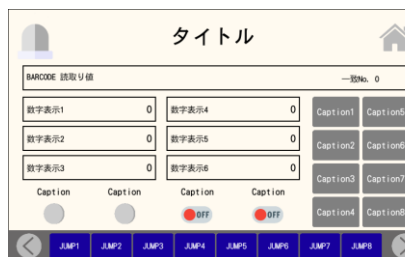 タイトル
BARCODE 読取り値 一致No. 0
数字表示1 0 数字表示4 0 Caption1 Caption5
数字表示2 0 数字表示5 0 Caption2 Caption6
数字表示3 0 数字表示6 0 Caption3 Caption7
Caption Caption Caption Caption
OFF OFF Caption4 Caption8
JUMP1 JUMP2 JUMP3 JUMP4 JUMP5 JUMP6 JUMP7 JUMP8